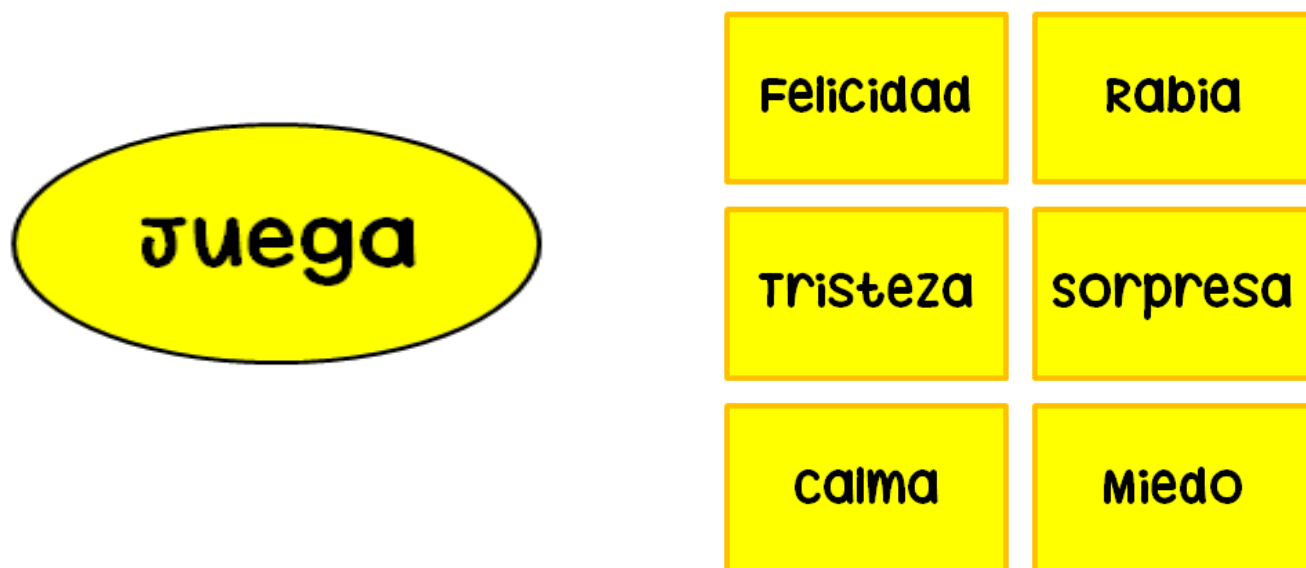 Juega
Felicidad
Rabia
Tristeza
Sorpresa
Calma
Miedo